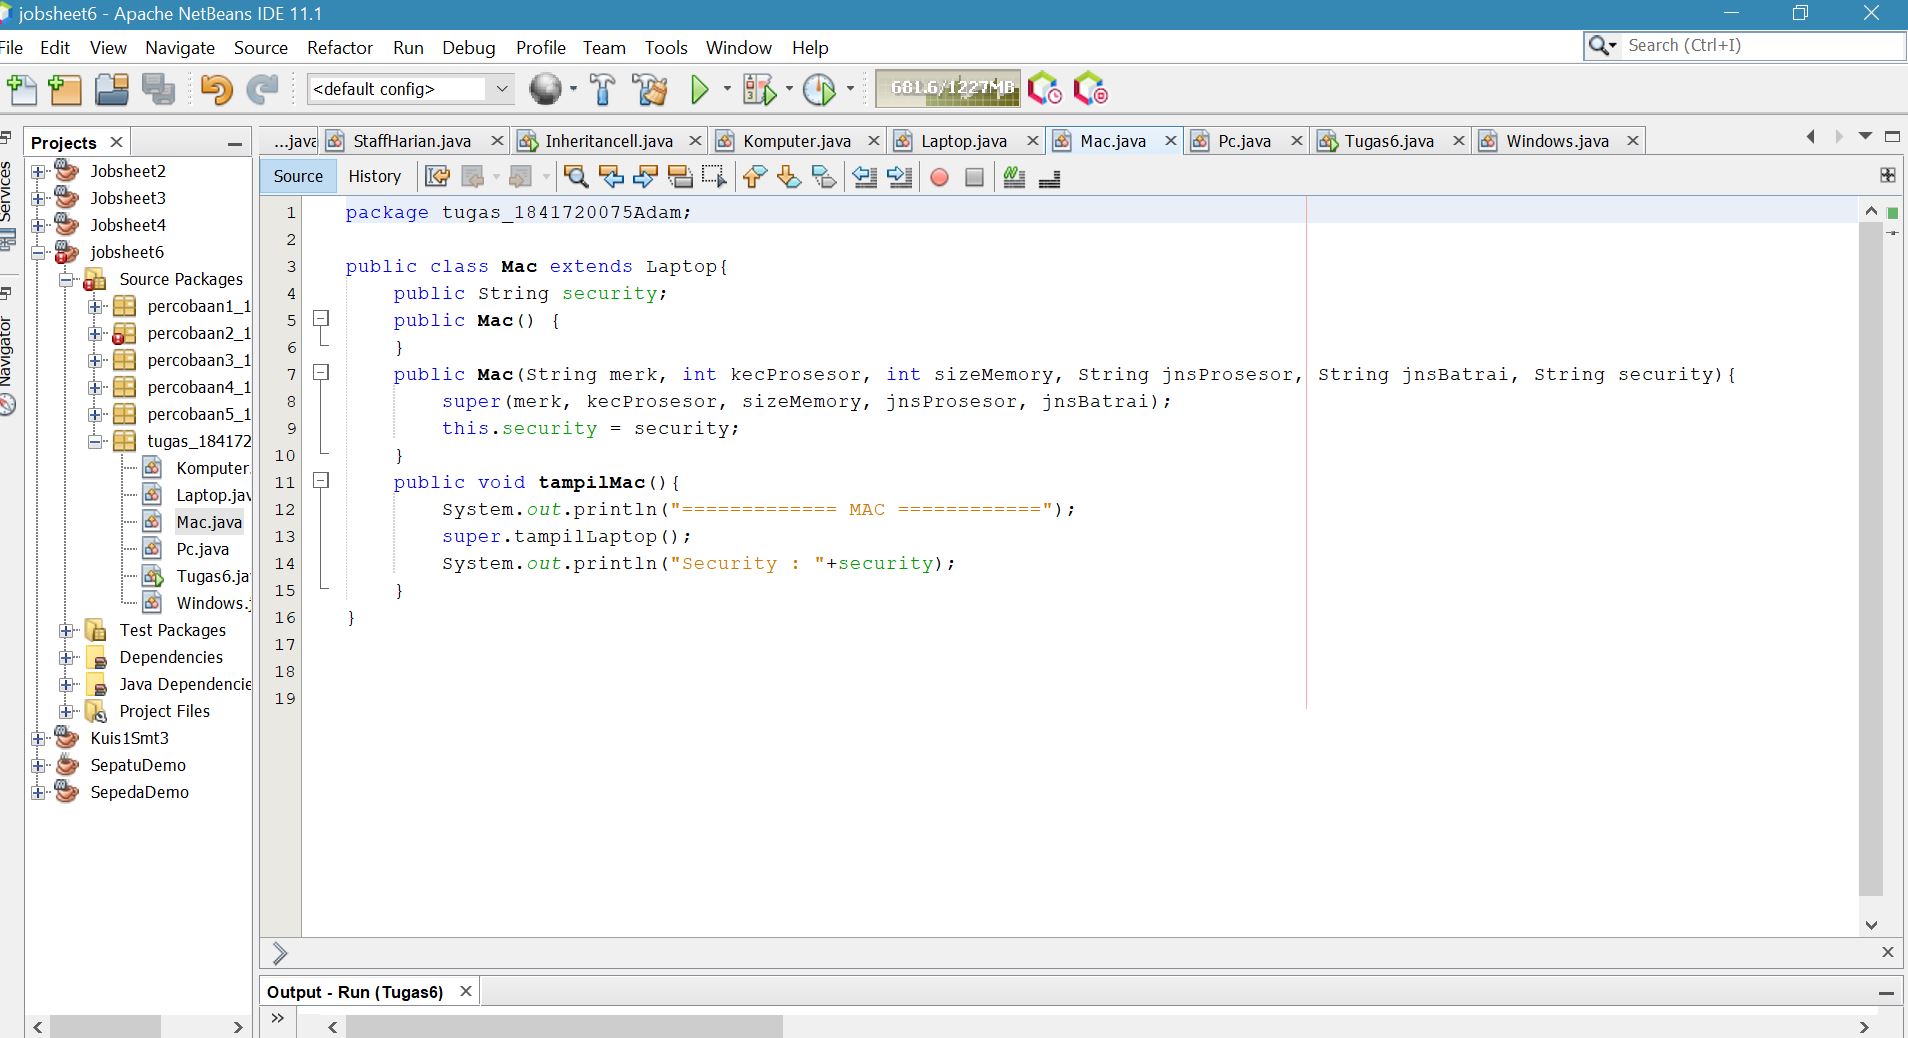 jobsheet6 - Apache NetBeans IDE 11.1
File Edit View Navigate Source Refactor Run Debug Profile Team Tools Window Help
Search (Ctrl+I)
<default config>
681.6/1227MB
Services
Navigator
Projects
Jobsheet2
Jobsheet3
Jobsheet4
jobsheet6
Source Packages
percobaan1_1
percobaan2_1
percobaan3_1
percobaan4_1
percobaan5_1
tugas_184172
Komputer.
Laptop.jav
Mac.java
Pc.java
Tugas6.ja
Windows.j
Test Packages
Dependencies
Java Dependencie
Project Files
Kuis1Smt3
SepatuDemo
SepedaDemo
...java StaffHarian.java Inheritancell.java Komputer.java Laptop.java Mac.java Pc.java Tugas6.java Windows.java
Source History
1 package tugas_1841720075Adam;
2
3 public class Mac extends Laptop{
4 public String security;
5 public Mac() {
6 }
7 public Mac(String merk, int kecProsesor, int sizeMemory, String jnsProsesor, String jnsBatrai, String security){
8 super(merk, kecProsesor, sizeMemory, jnsProsesor, jnsBatrai);
9 this.security = security;
10 }
11 public void tampilMac(){
12 System.out.println("============= MAC ============");
13 super.tampilLaptop();
14 System.out.println("Security : "+security);
15 }
16 }
17
18
19
Output - Run (Tugas6)